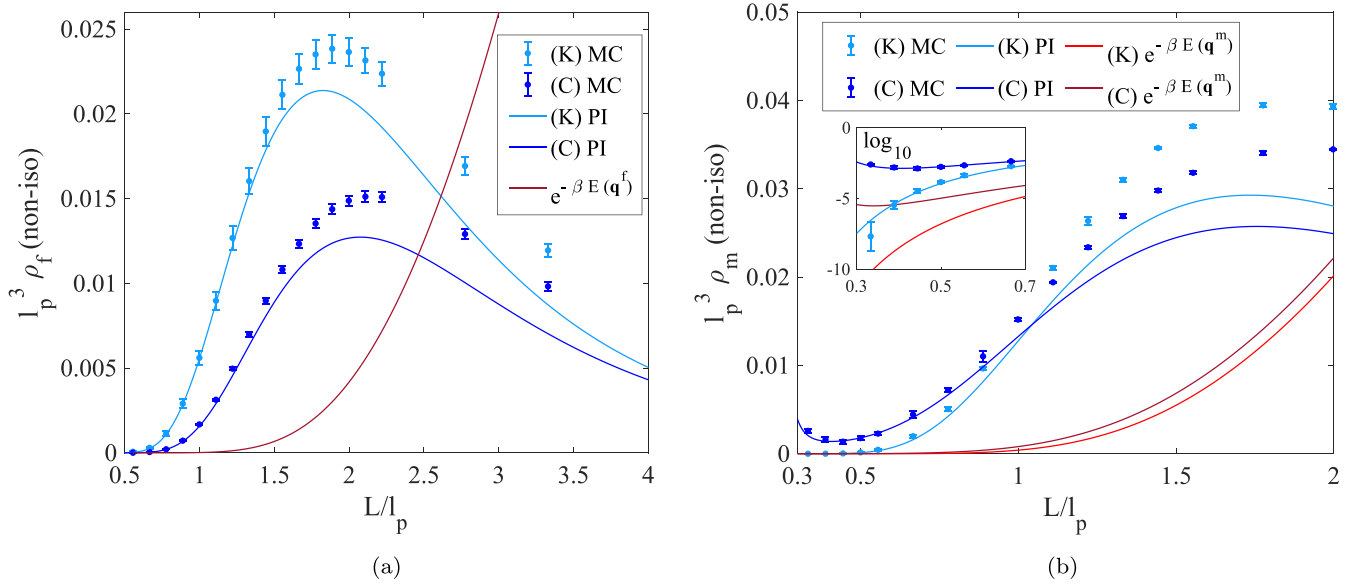 0.025
0.02
0.015
0.01
0.005
0
l_p^3 ρ_f (non-iso)
(K) MC
(C) MC
(K) PI
(C) PI
e^{- β E (q^f)}
0.5 1 1.5 2 2.5 3 3.5 4
L/l_p
(a)
(K) MC (K) PI (K) e^{- β E (q^m)}
(C) MC (C) PI (C) e^{- β E (q^m)}
0.05
0.04
0.03
0.02
0.01
0
l_p^3 ρ_m (non-iso)
log_10
0
-5
-10
0.3 0.5 0.7
0.3 0.5 1 1.5 2
L/l_p
(b)